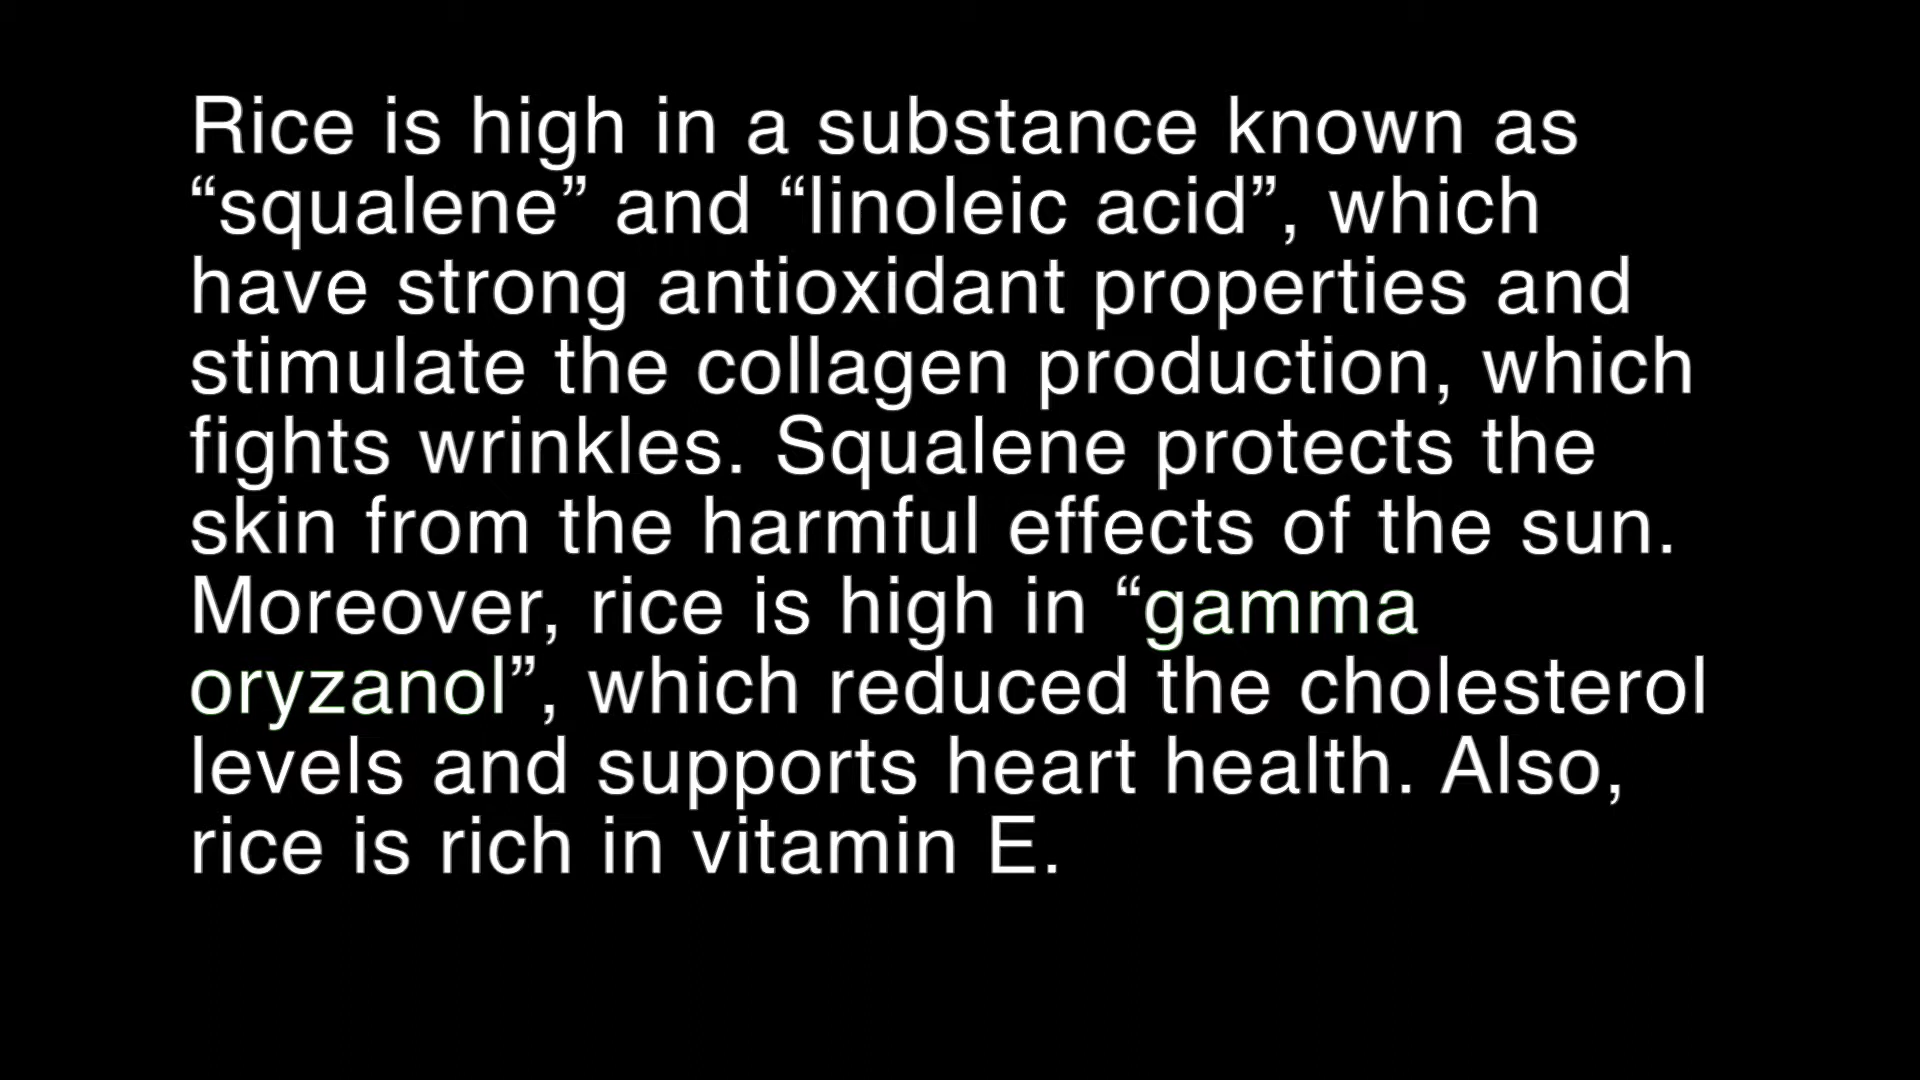 Rice is high in a substance known as
“squalene” and “linoleic acid”, which
have strong antioxidant properties and
stimulate the collagen production, which
fights wrinkles. Squalene protects the
skin from the harmful effects of the sun.
Moreover, rice is high in “gamma
oryzanol”, which reduced the cholesterol
levels and supports heart health. Also,
rice is rich in vitamin E.